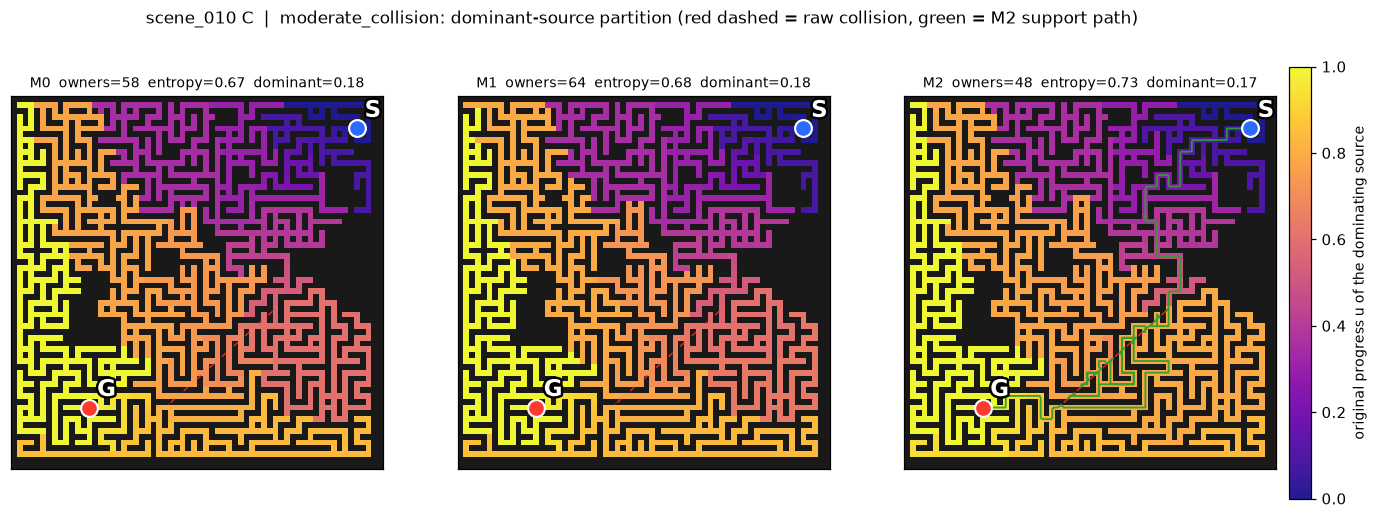 scene_010 C | moderate_collision: dominant-source partition (red dashed = raw collision, green = M2 support path)
M0 owners=58 entropy=0.67 dominant=0.18
M1 owners=64 entropy=0.68 dominant=0.18
M2 owners=48 entropy=0.73 dominant=0.17
S
G
S
G
S
G
1.0
0.8
0.6
0.4
0.2
0.0
original progress u of the dominating source